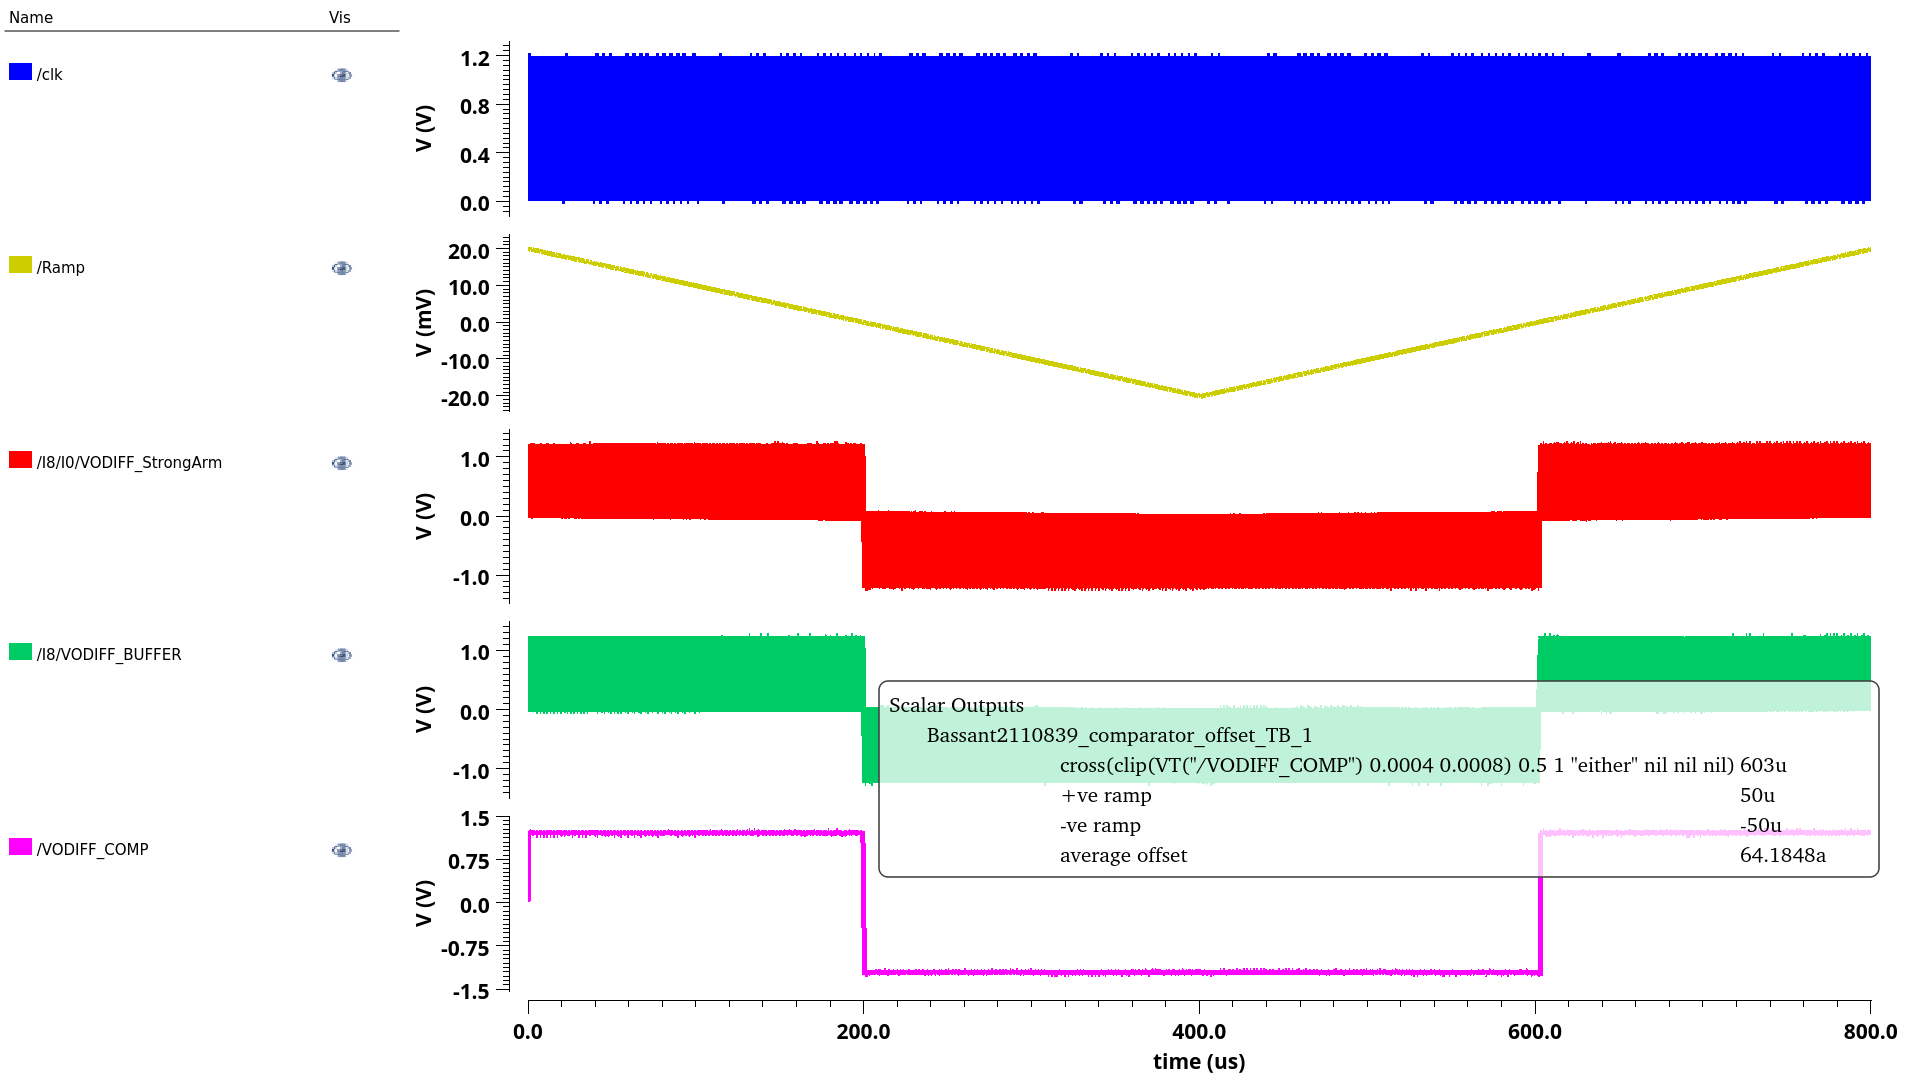 Name Vis
/clk
1.2
0.8
0.4
0.0
V (V)
/Ramp
20.0
10.0
0.0
-10.0
-20.0
V (mV)
/I8/I0/VODIFF_StrongArm
1.0
0.0
-1.0
V (V)
/I8/VODIFF_BUFFER
1.0
0.0
-1.0
V (V)
Scalar Outputs
Bassant2110839_comparator_offset_TB_1
cross(clip(VT("/VODIFF_COMP") 0.0004 0.0008) 0.5 1 "either" nil nil nil) 603u
+ve ramp 50u
-ve ramp -50u
average offset 64.1848a
/VODIFF_COMP
1.5
0.75
0.0
-0.75
-1.5
V (V)
0.0 200.0 400.0 600.0 800.0
time (us)